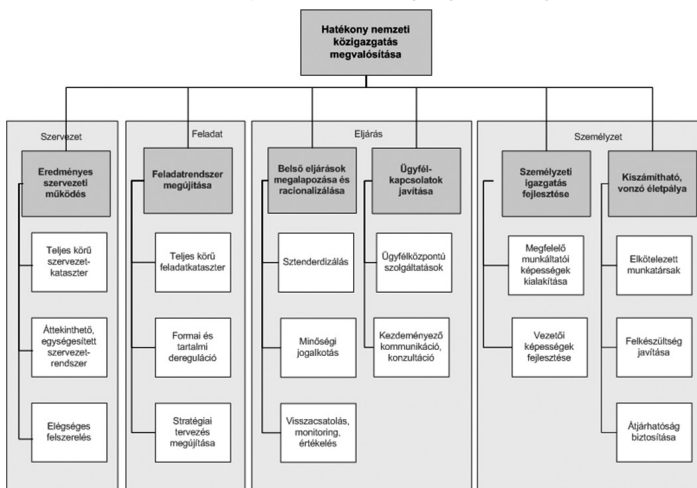 Hatékony nemzeti
közigazgatás
megvalósítása
Szervezet
Eredményes
szervezeti
működés
Teljes körű
szervezet-
kataszter
Áttekinthető,
egységesített
szervezet-
rendszer
Elégséges
felszerelés
Feladat
Feladatrendszer
megújítása
Teljes körű
feladatkataszter
Formai és
tartalmi
dereguláció
Stratégiai
tervezés
megújítása
Eljárás
Belső eljárások
megalapozása és
racionalizálása
Sztenderdizálás
Minőségi
jogalkotás
Visszacsatolás,
monitoring,
értékelés
Ügyfél-
kapcsolatok
javítása
Ügyfélközpontú
szolgáltatások
Kezdeményező
kommunikáció,
konzultáció
Személyzet
Személyzeti
igazgatás
fejlesztése
Megfelelő
munkáltatói
képességek
kialakítása
Vezetői
képességek
fejlesztése
Kiszámítható,
vonzó életpálya
Elkötelezett
munkatársak
Felkészültség
javítása
Átjárhatóság
biztosítása